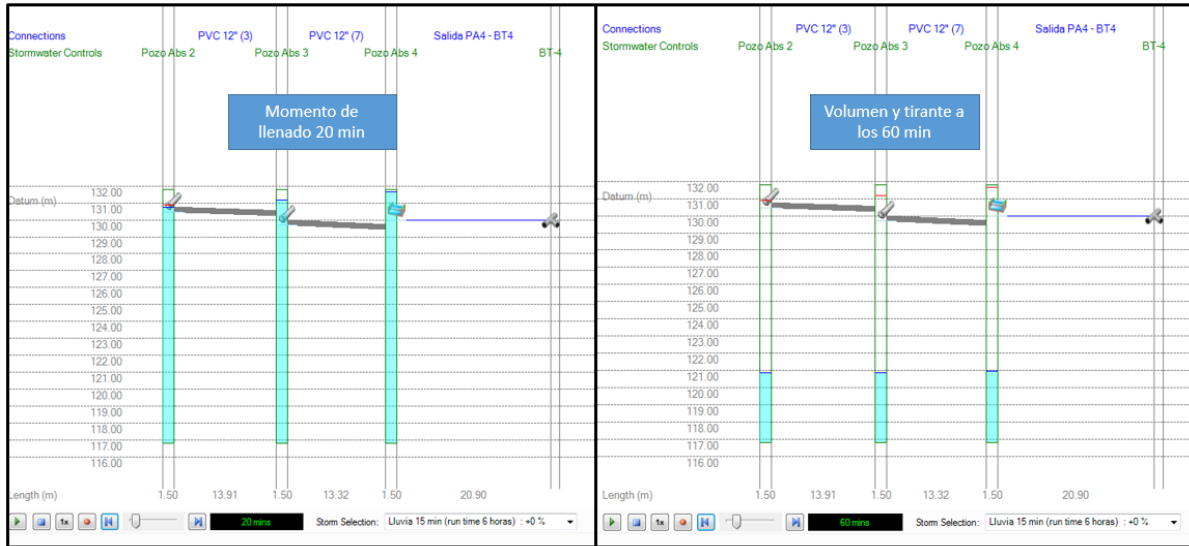 Connections PVC 12" (3) PVC 12" (7) Salida PA4 - BT4
Stormwater Controls Pozo Abs 2 Pozo Abs 3 Pozo Abs 4 BT-4
Momento de
llenado 20 min
132.00
Datum (m)
131.00
130.00
129.00
128.00
127.00
126.00
125.00
124.00
123.00
122.00
121.00
120.00
119.00
118.00
117.00
116.00
Length (m) 1.50 13.91 1.50 13.32 1.50 20.90
1x 20 mins Storm Selection: Lluvia 15 min (run time 6 horas) : +0 %
Connections PVC 12" (3) PVC 12" (7) Salida PA4 - BT4
Stormwater Controls Pozo Abs 2 Pozo Abs 3 Pozo Abs 4 BT-4
Volumen y tirante a
los 60 min
132.00
Datum (m)
131.00
130.00
129.00
128.00
127.00
126.00
125.00
124.00
123.00
122.00
121.00
120.00
119.00
118.00
117.00
116.00
Length (m) 1.50 13.91 1.50 13.32 1.50 20.90
1x 60 mins Storm Selection: Lluvia 15 min (run time 6 horas) : +0 %